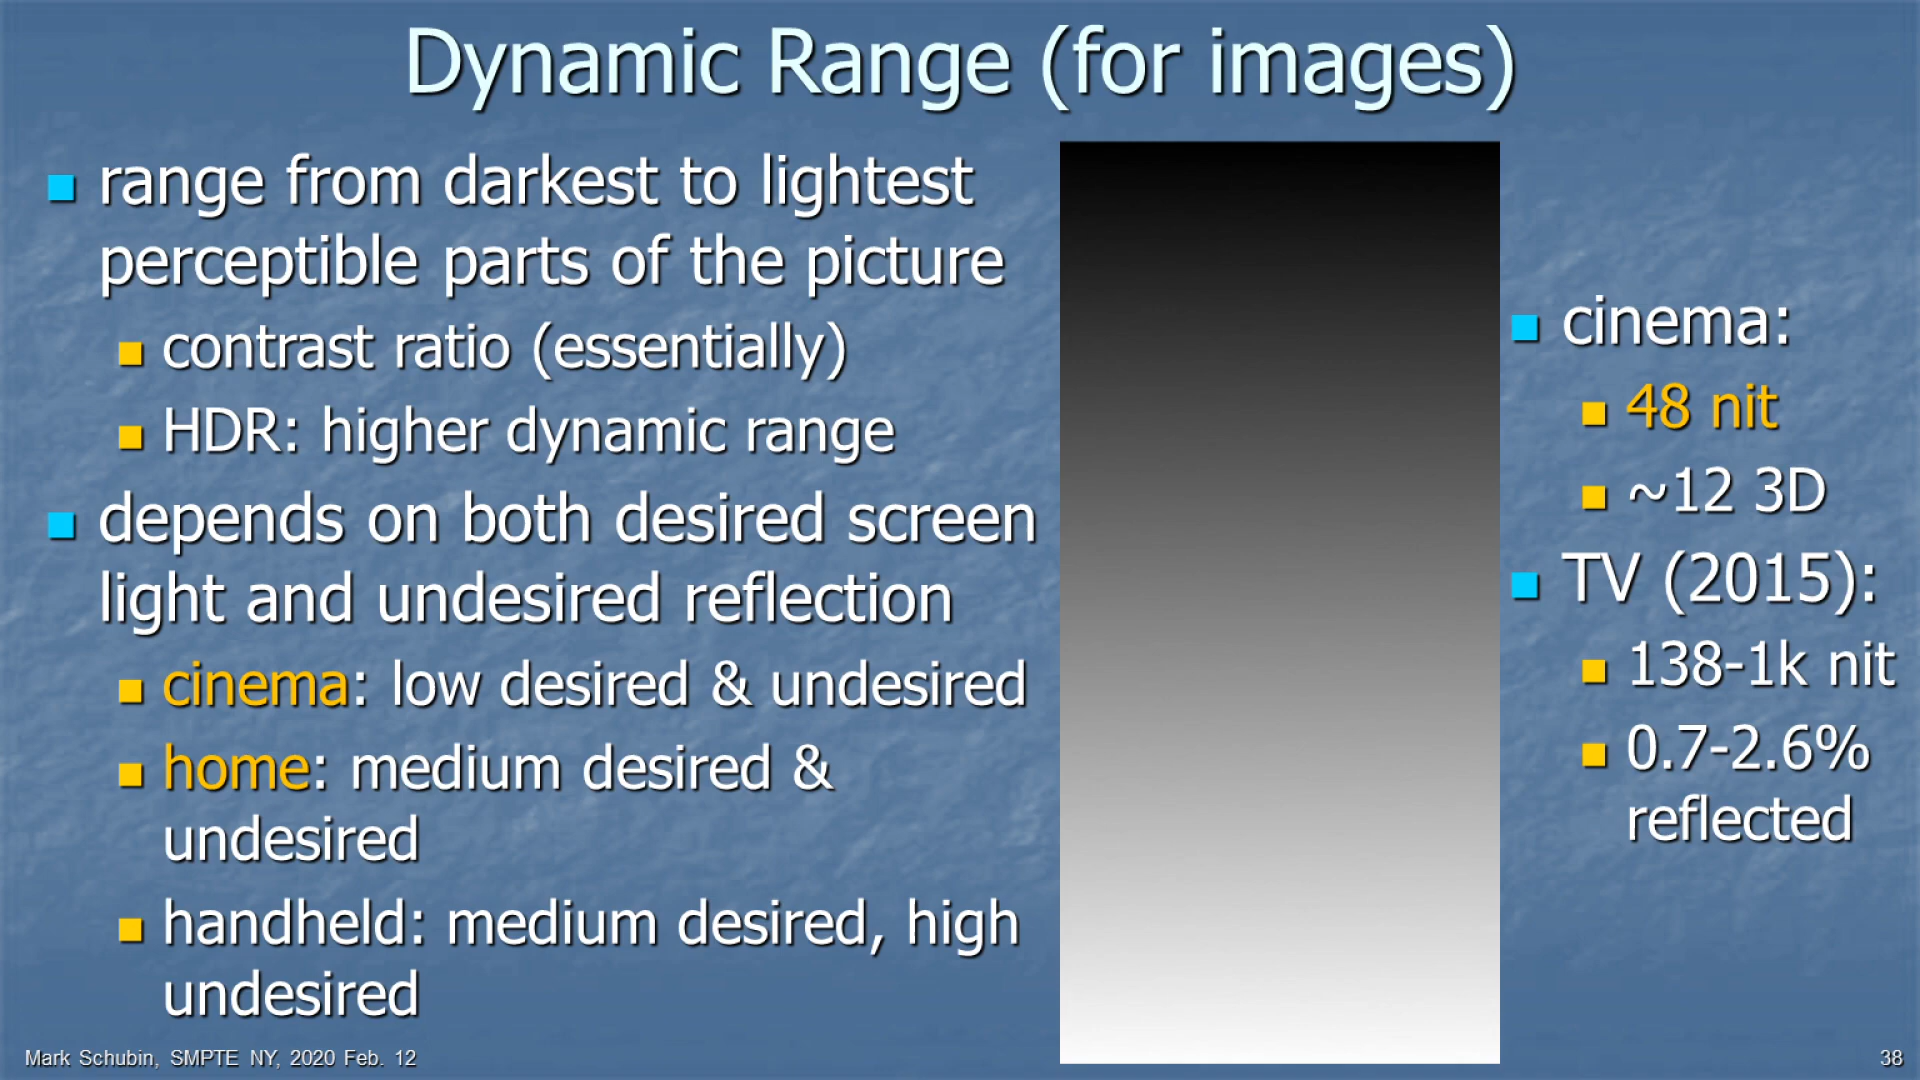 Dynamic Range (for images)
range from darkest to lightest
perceptible parts of the picture
contrast ratio (essentially)
HDR: higher dynamic range
depends on both desired screen
light and undesired reflection
cinema: low desired & undesired
home: medium desired &
undesired
handheld: medium desired, high
undesired
cinema:
48 nit
~12 3D
TV (2015):
138-1k nit
0.7-2.6%
reflected
Mark Schubin, SMPTE NY, 2020 Feb. 12
38